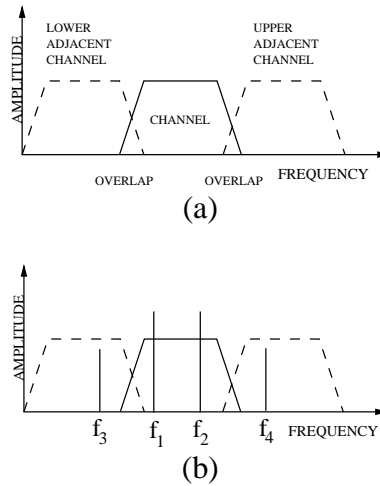 LOWER
ADJACENT
CHANNEL
UPPER
ADJACENT
CHANNEL
AMPLITUDE
CHANNEL
OVERLAP
OVERLAP
FREQUENCY
(a)
AMPLITUDE
f3
f1
f2
f4
FREQUENCY
(b)